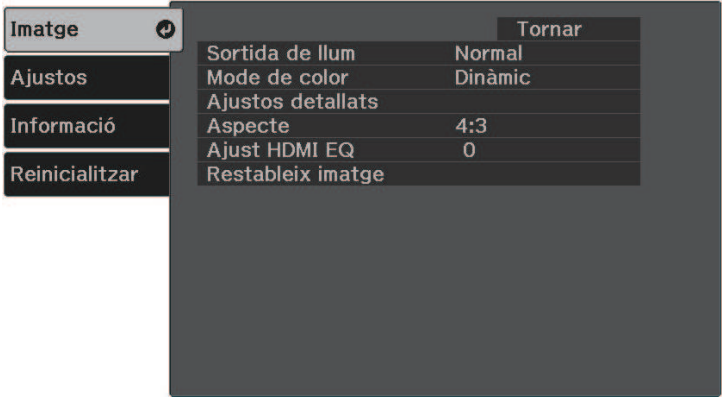 Imatge
Ajustos
Informació
Reinicialitzar
Tornar
Sortida de llum Normal
Mode de color Dinàmic
Ajustos detallats
Aspecte 4:3
Ajust HDMI EQ 0
Restableix imatge